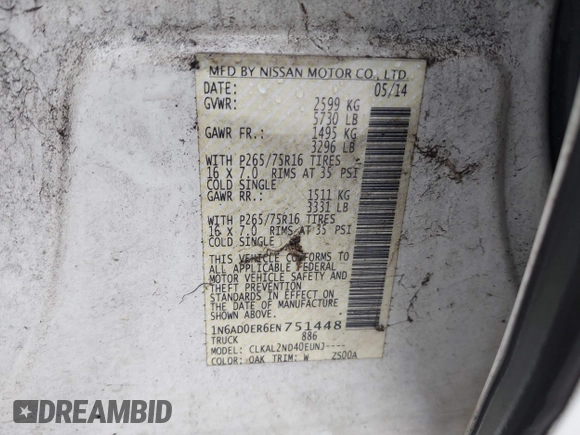 MFD BY NISSAN MOTOR CO., LTD.
DATE: 05/14
GVWR: 2599 KG
5730 LB
GAWR FR.: 1495 KG
3296 LB
WITH P265/75R16 TIRES
16 X 7.0 RIMS AT 35 PSI
COLD SINGLE
GAWR RR.: 1511 KG
3331 LB
WITH P265/75R16 TIRES
16 X 7.0 RIMS AT 35 PSI
COLD SINGLE
THIS VEHICLE CONFORMS TO
ALL APPLICABLE FEDERAL
MOTOR VEHICLE SAFETY AND
THEFT PREVENTION
STANDARDS IN EFFECT ON
THE DATE OF MANUFACTURE
SHOWN ABOVE.
1N6AD0ER6EN751448
TRUCK 886
MODEL: CLKAL2ND40EUNJ----
COLOR: QAK TRIM: W ZS00A
DREAMBID